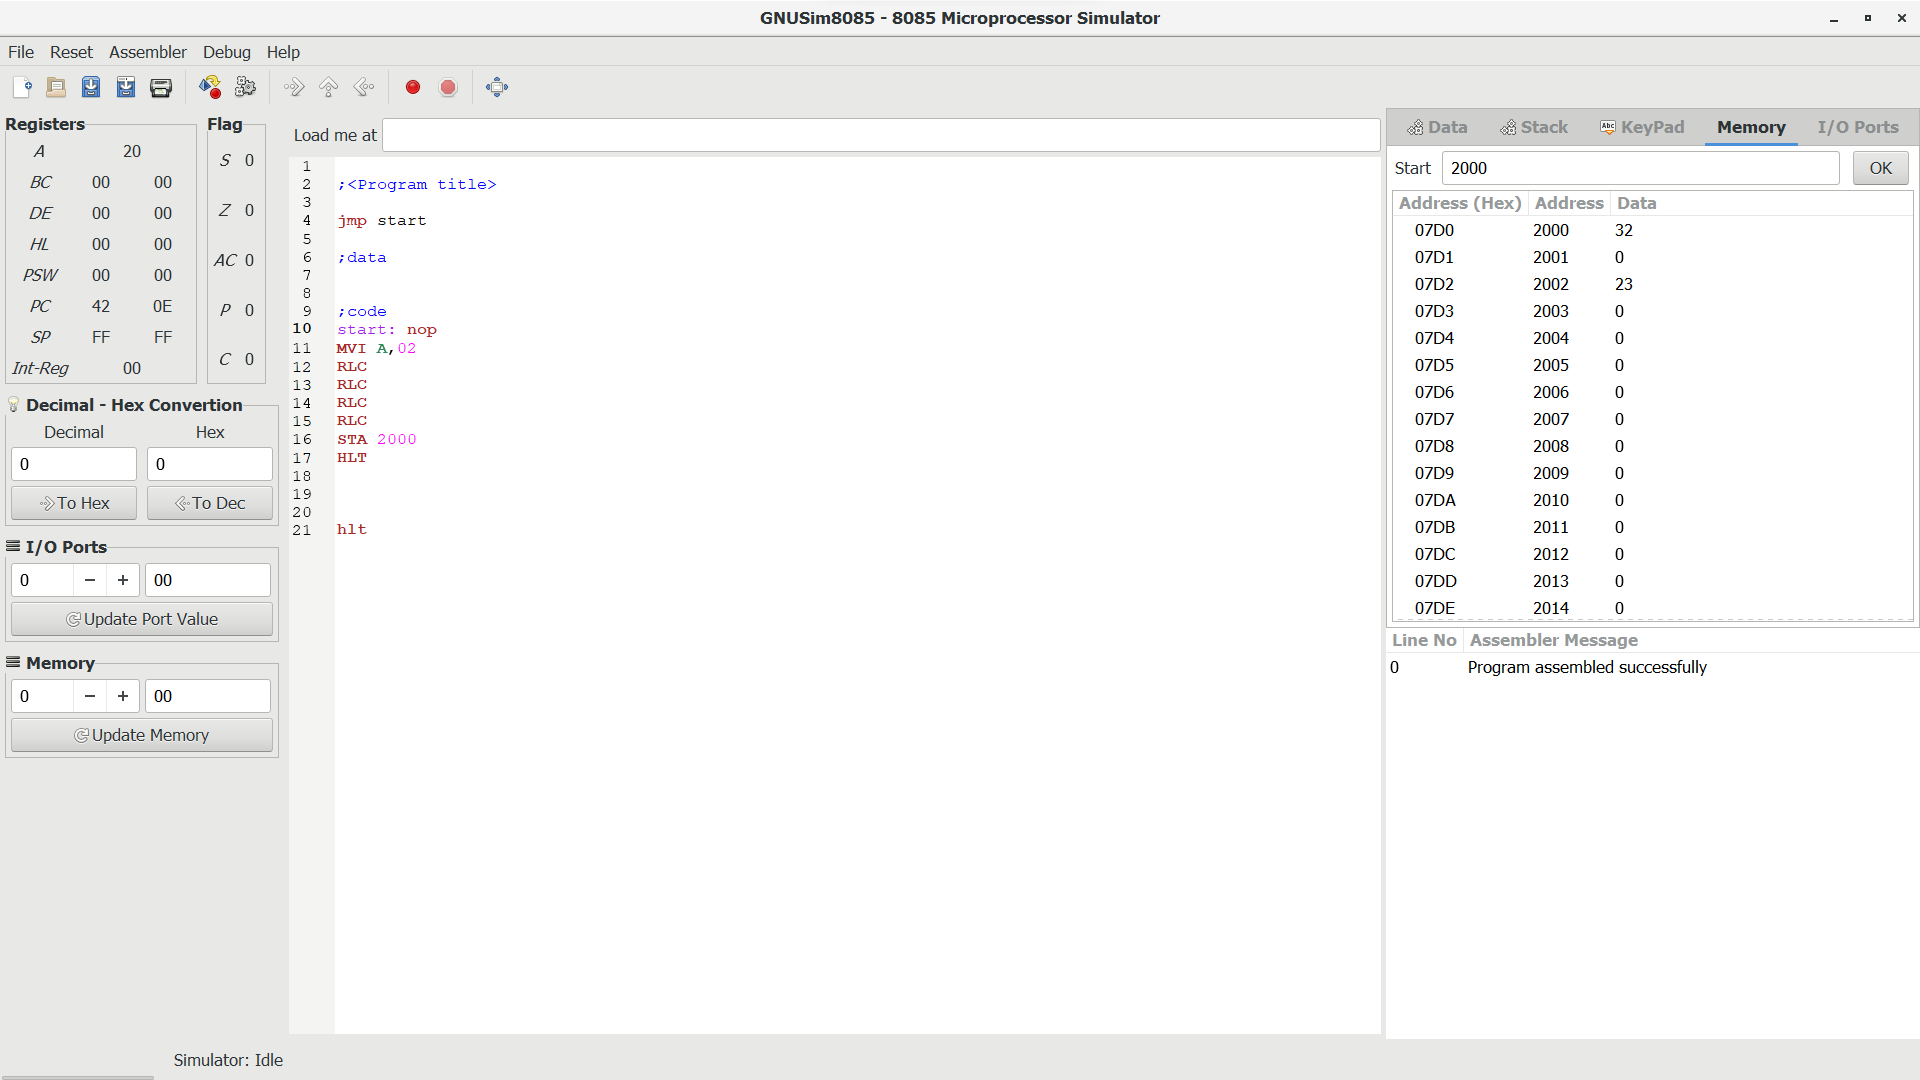 GNUSim8085 - 8085 Microprocessor Simulator
File Reset Assembler Debug Help
Registers
A 20
BC 00 00
DE 00 00
HL 00 00
PSW 00 00
PC 42 0E
SP FF FF
Int-Reg 00
Flag
S 0
Z 0
AC 0
P 0
C 0
Decimal - Hex Convertion
Decimal Hex
0 0
To Hex To Dec
I/O Ports
0 − + 00
Update Port Value
Memory
0 − + 00
Update Memory
Load me at
1
2 ;<Program title>
3
4 jmp start
5
6 ;data
7
8
9 ;code
10 start: nop
11 MVI A,02
12 RLC
13 RLC
14 RLC
15 RLC
16 STA 2000
17 HLT
18
19
20
21 hlt
Data Stack Abc KeyPad Memory I/O Ports
Start 2000 OK
Address (Hex) Address Data
07D0 2000 32
07D1 2001 0
07D2 2002 23
07D3 2003 0
07D4 2004 0
07D5 2005 0
07D6 2006 0
07D7 2007 0
07D8 2008 0
07D9 2009 0
07DA 2010 0
07DB 2011 0
07DC 2012 0
07DD 2013 0
07DE 2014 0
Line No Assembler Message
0 Program assembled successfully
Simulator: Idle